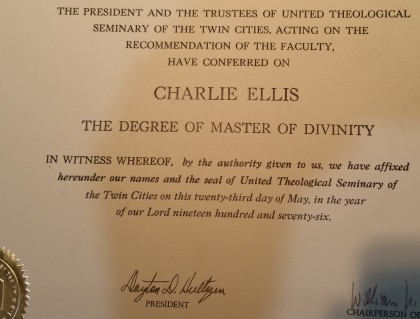 THE PRESIDENT AND THE TRUSTEES OF UNITED THEOLOGICAL
SEMINARY OF THE TWIN CITIES, ACTING ON THE
RECOMMENDATION OF THE FACULTY,
HAVE CONFERRED ON
CHARLIE ELLIS
THE DEGREE OF MASTER OF DIVINITY
IN WITNESS WHEREOF, by the authority given to us, we have affixed
hereunder our names and the seal of United Theological Seminary of
the Twin Cities on this twenty-third day of May, in the year
of our Lord nineteen hundred and seventy-six.
PRESIDENT
William
CHAIRPERSON OF